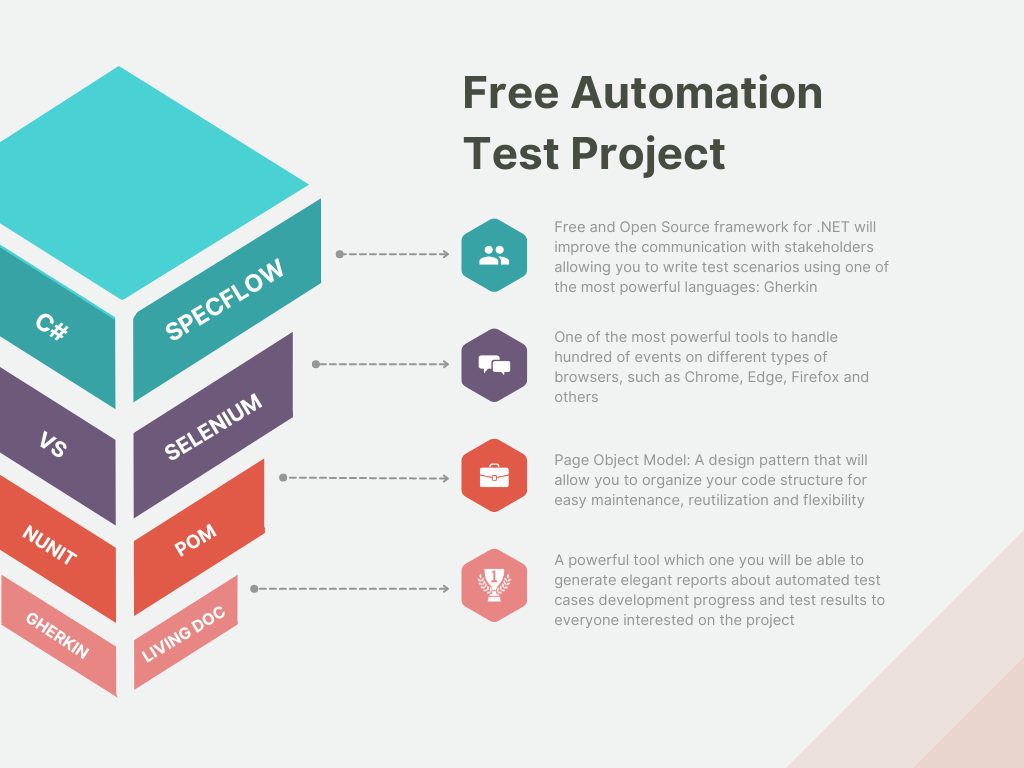 Free Automation
Test Project
C#
SPECFLOW
VS
SELENIUM
NUNIT
POM
GHERKIN
LIVING DOC
Free and Open Source framework for .NET will
improve the communication with stakeholders
allowing you to write test scenarios using one of
the most powerful languages: Gherkin
One of the most powerful tools to handle
hundred of events on different types of
browsers, such as Chrome, Edge, Firefox and
others
Page Object Model: A design pattern that will
allow you to organize your code structure for
easy maintenance, reutilization and flexibility
1
A powerful tool which one you will be able to
generate elegant reports about automated test
cases development progress and test results to
everyone interested on the project